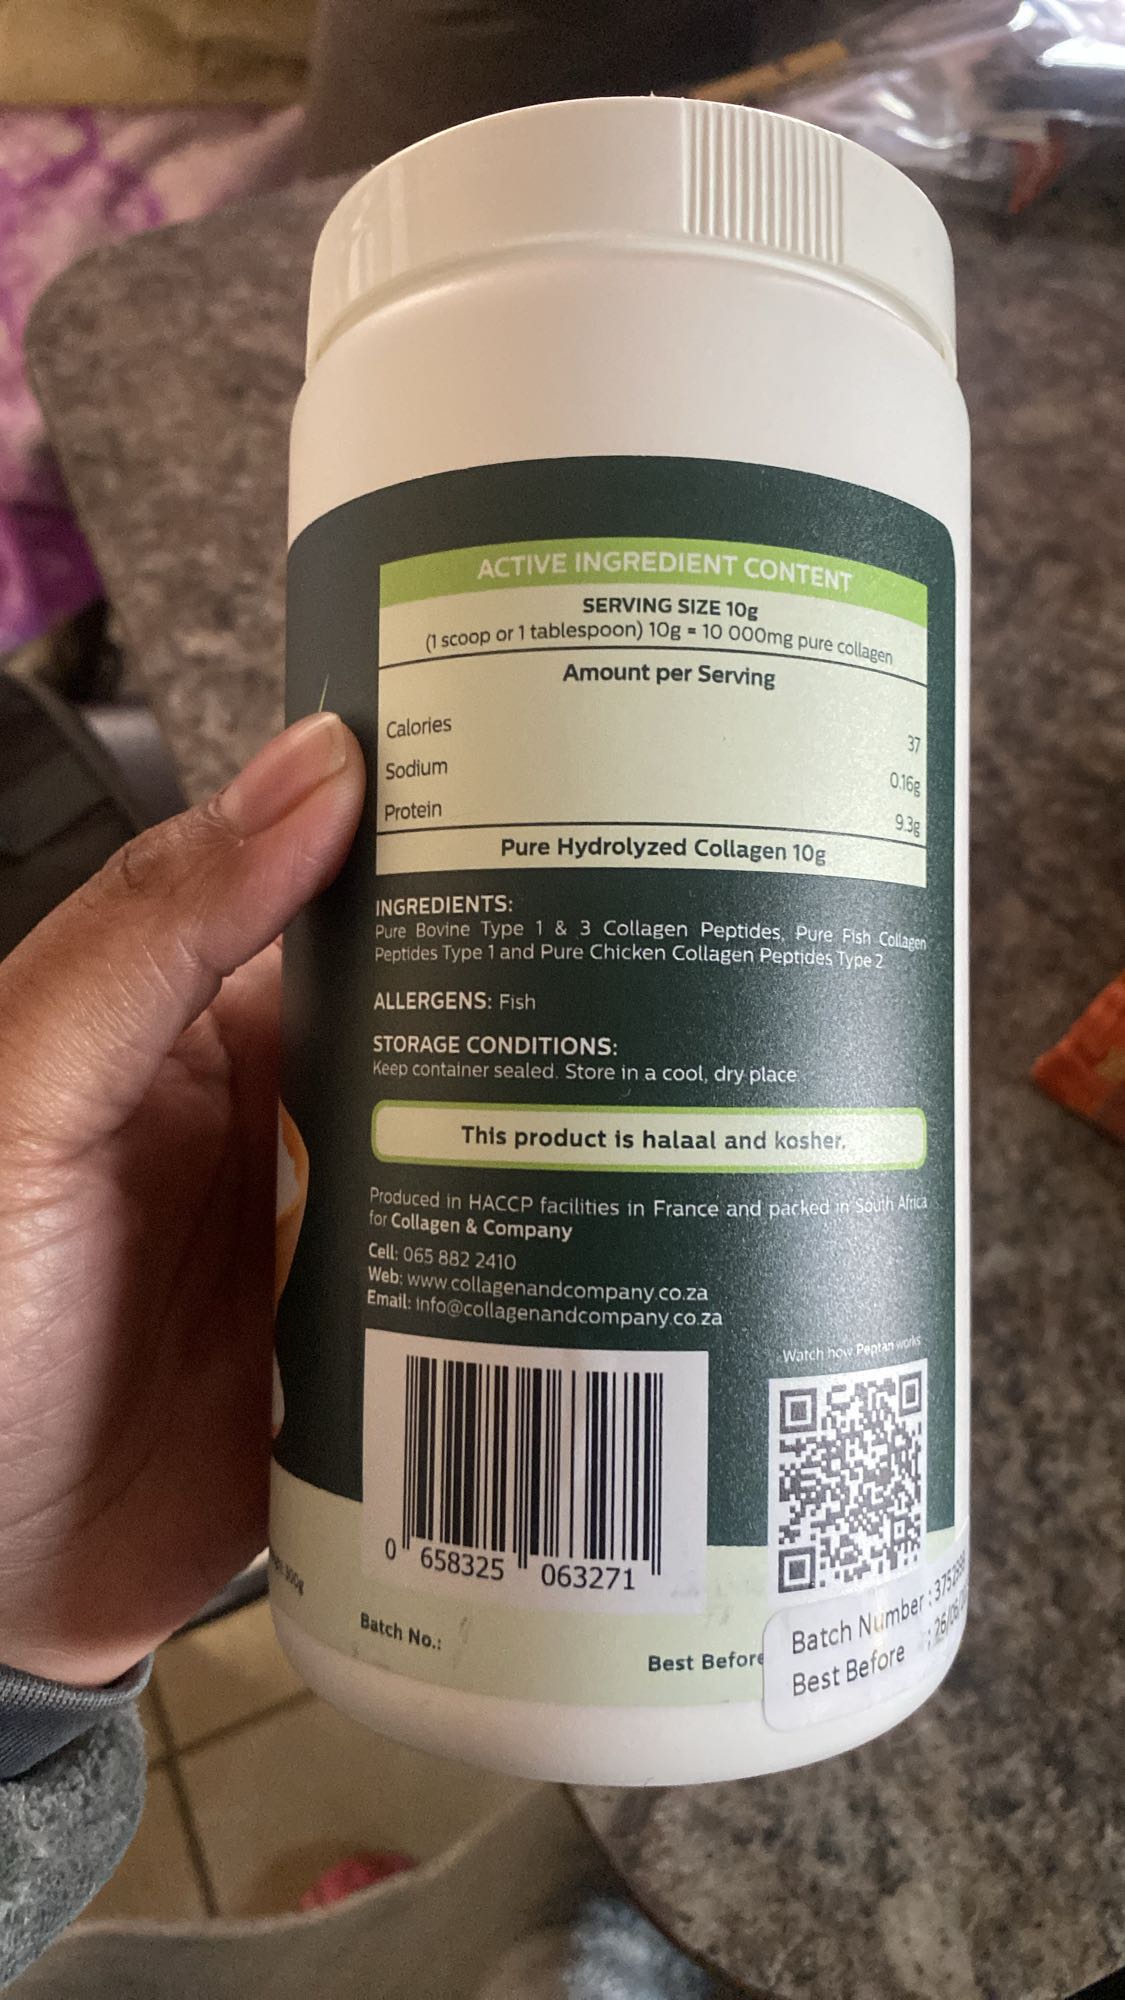 ACTIVE INGREDIENT CONTENT
SERVING SIZE 10g
(1 scoop or 1 tablespoon) 10g = 10 000mg pure collagen
Amount per Serving
Calories 37
Sodium 0.16g
Protein 9.3g
Pure Hydrolyzed Collagen 10g
INGREDIENTS:
Pure Bovine Type 1 & 3 Collagen Peptides, Pure Fish Collagen
Peptides Type 1 and Pure Chicken Collagen Peptides Type 2
ALLERGENS: Fish
STORAGE CONDITIONS:
Keep container sealed. Store in a cool, dry place
This product is halaal and kosher.
Produced in HACCP facilities in France and packed in South Africa
for Collagen & Company
Cell: 065 882 2410
Web: www.collagenandcompany.co.za
Email: info@collagenandcompany.co.za
Watch how Peptan works
0 658325 063271
300g
Batch No.:
Best Before
Batch Number :
Best Before :